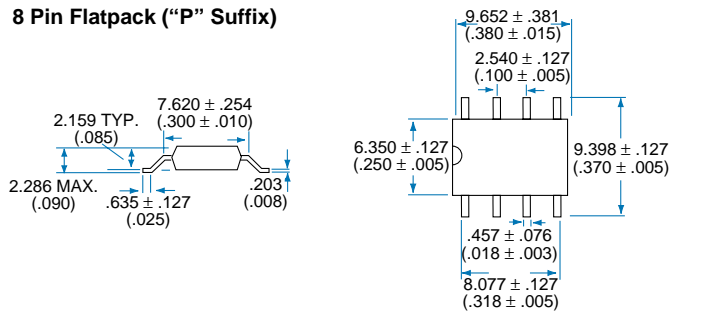 8 Pin Flatpack (“P” Suffix)
2.159 TYP.
(.085)
7.620 ± .254
(.300 ± .010)
2.286 MAX.
(.090)
.635 ± .127
(.025)
.203
(.008)
9.652 ± .381
(.380 ± .015)
2.540 ± .127
(.100 ± .005)
6.350 ± .127
(.250 ± .005)
9.398 ± .127
(.370 ± .005)
.457 ± .076
(.018 ± .003)
8.077 ± .127
(.318 ± .005)